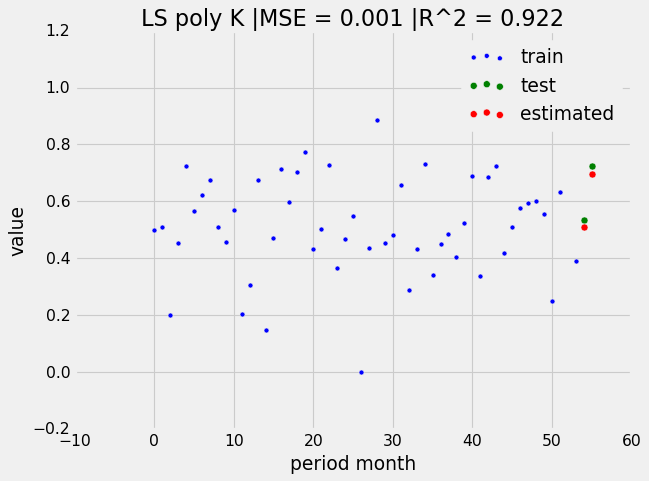 LS poly K |MSE = 0.001 |R^2 = 0.922
1.2
1.0
0.8
0.6
0.4
0.2
0.0
−0.2
value
train
test
estimated
−10 0 10 20 30 40 50 60
period month